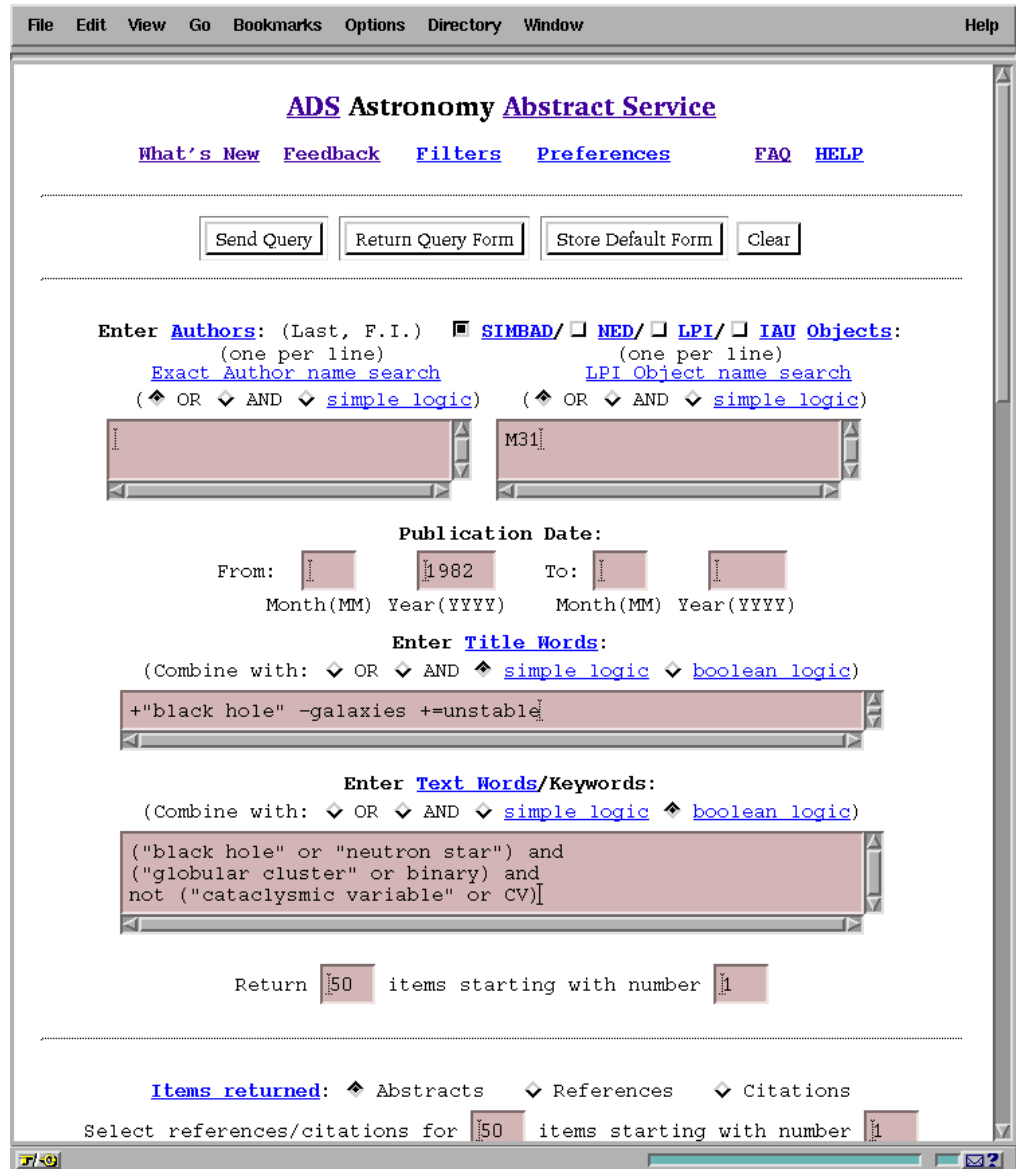 File Edit View Go Bookmarks Options Directory Window Help
ADS Astronomy Abstract Service
What's New Feedback Filters Preferences FAQ HELP
Send Query Return Query Form Store Default Form Clear
Enter Authors: (Last, F.I.) SIMBAD/ NED/ LPI/ IAU Objects:
(one per line) (one per line)
Exact Author name search LPI Object name search
( OR AND simple logic) ( OR AND simple logic)
M31
Publication Date:
From: 1982 To:
Month(MM) Year(YYYY) Month(MM) Year(YYYY)
Enter Title Words:
(Combine with: OR AND simple logic boolean logic)
+"black hole" -galaxies +=unstable
Enter Text Words/Keywords:
(Combine with: OR AND simple logic boolean logic)
("black hole" or "neutron star") and
("globular cluster" or binary) and
not ("cataclysmic variable" or CV)
Return 50 items starting with number 1
Items returned: Abstracts References Citations
Select references/citations for 50 items starting with number 1
?